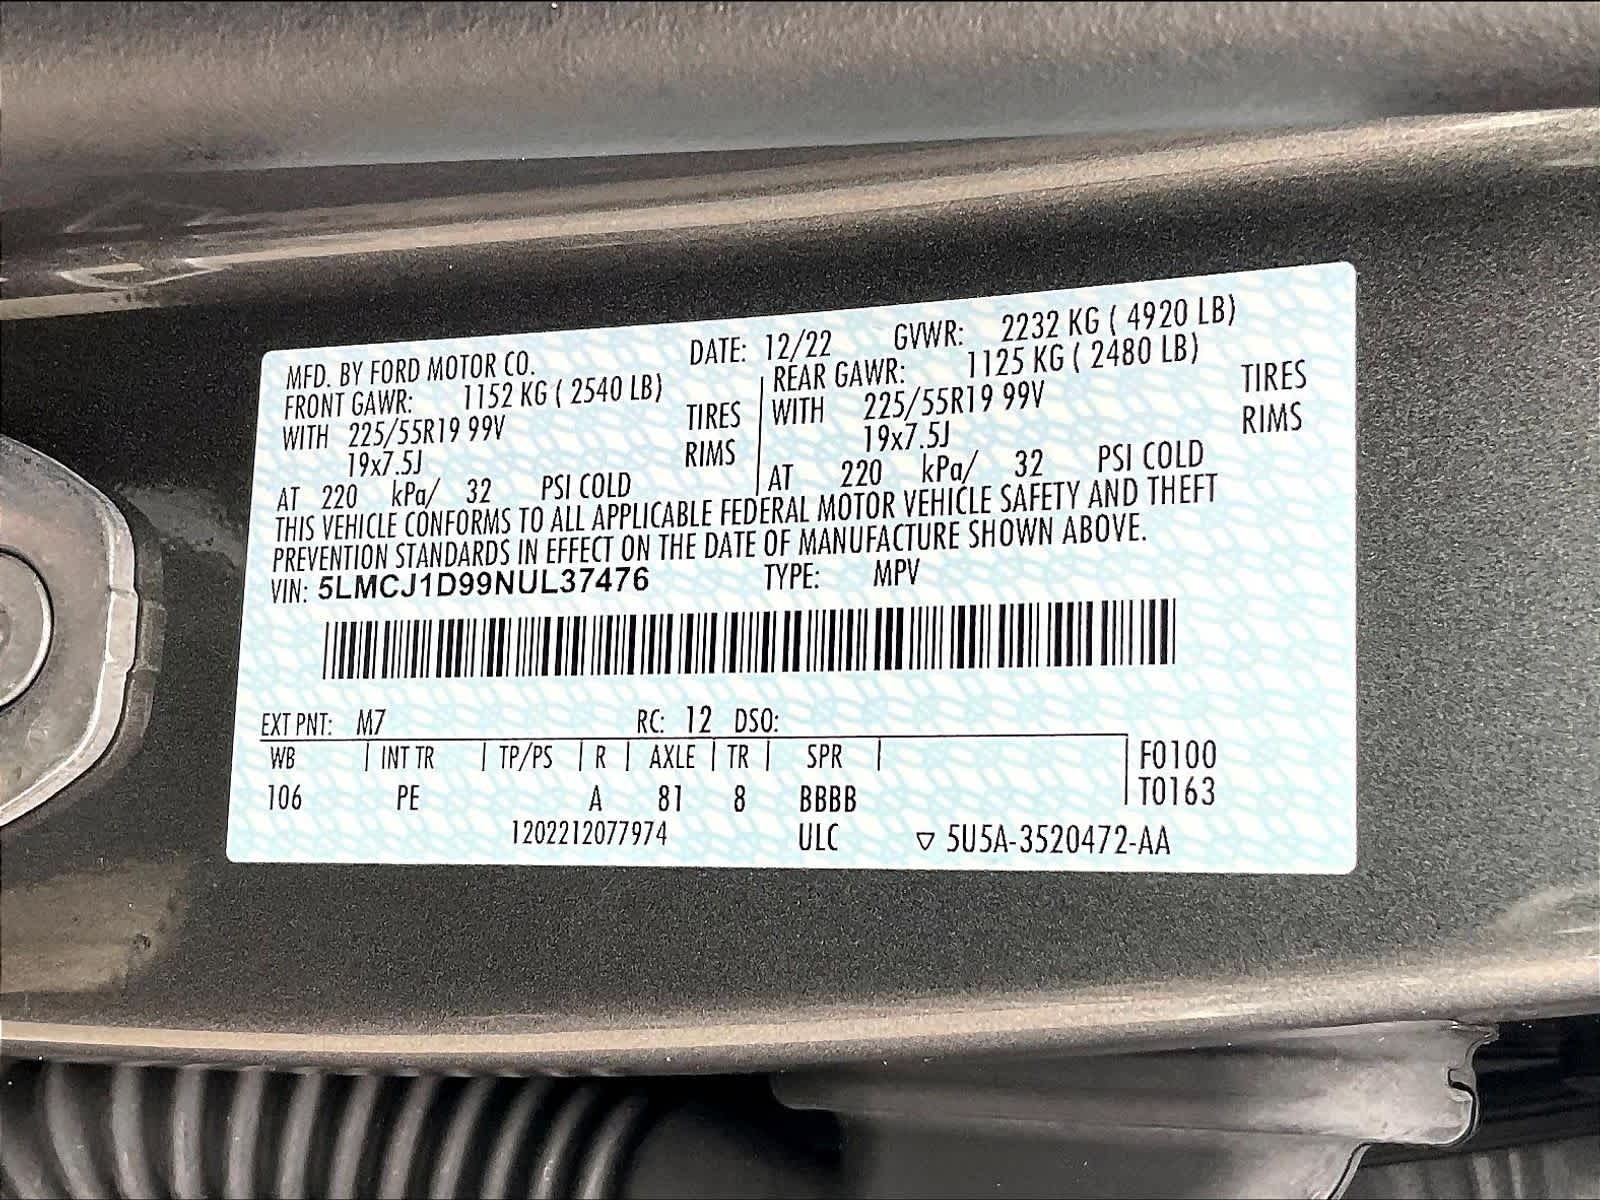 MFD. BY FORD MOTOR CO. DATE: 12/22 GVWR: 2232 KG ( 4920 LB)
FRONT GAWR: 1152 KG ( 2540 LB) REAR GAWR: 1125 KG ( 2480 LB)
WITH 225/55R19 99V TIRES WITH 225/55R19 99V TIRES
19x7.5J RIMS 19x7.5J RIMS
AT 220 kPa/ 32 PSI COLD AT 220 kPa/ 32 PSI COLD
THIS VEHICLE CONFORMS TO ALL APPLICABLE FEDERAL MOTOR VEHICLE SAFETY AND THEFT
PREVENTION STANDARDS IN EFFECT ON THE DATE OF MANUFACTURE SHOWN ABOVE.
VIN: 5LMCJ1D99NUL37476 TYPE: MPV
EXT PNT: M7 RC: 12 DSO:
WB INT TR TP/PS R AXLE TR SPR F0100
106 PE A 81 8 BBBB T0163
1202212077974 ULC ▽ 5U5A-3520472-AA